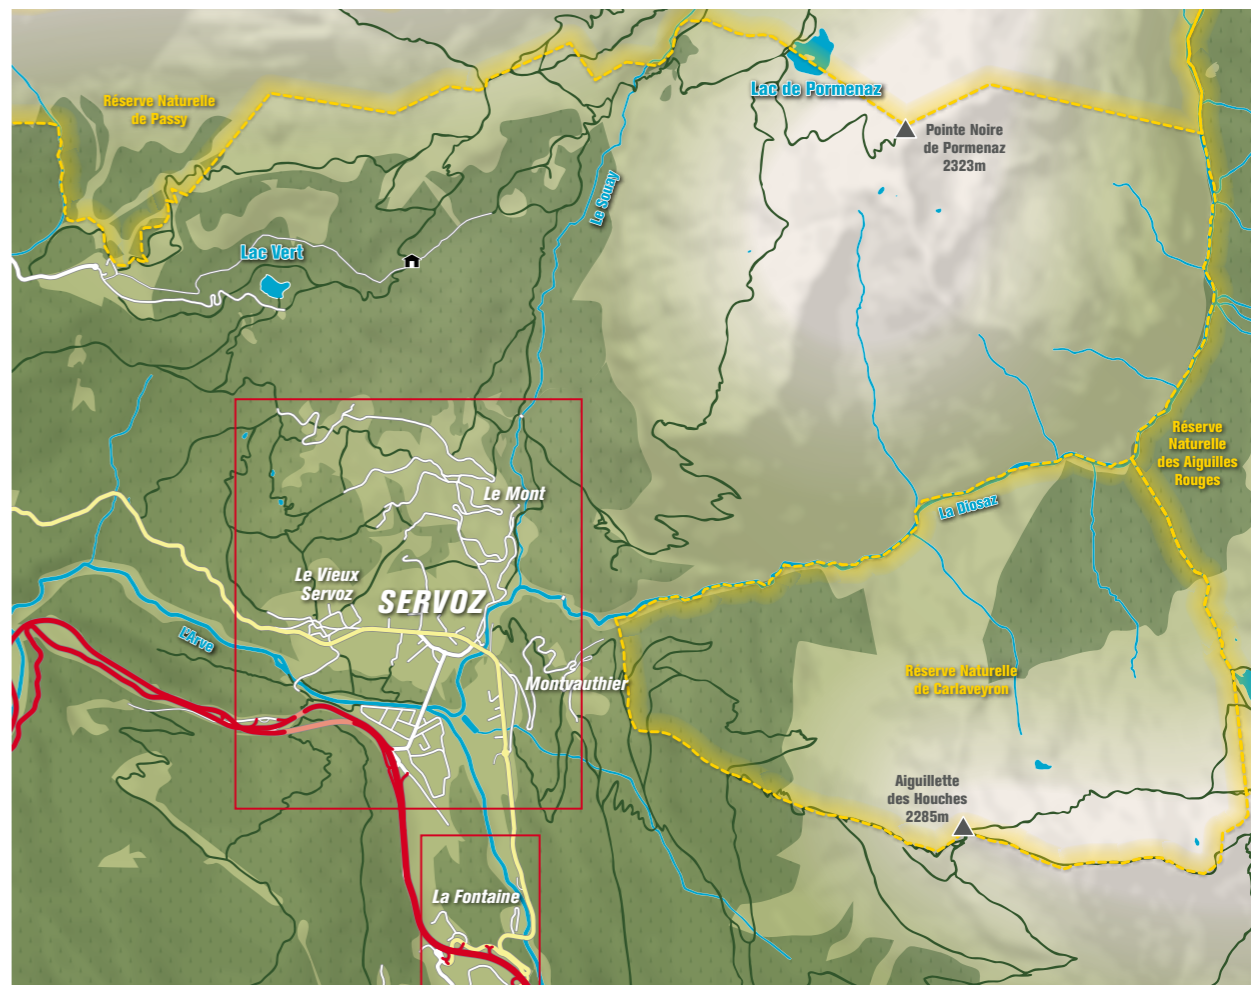 Lac de Pormenaz
Réserve Naturelle
de Passy
Pointe Noire
de Pormenaz
2323m
Le Souay
Lac Vert
Réserve
Naturelle
des Aiguilles
Rouges
Le Mont
La Diosaz
Le Vieux
Servoz
SERVOZ
L'Arve
Montvauthier
Réserve Naturelle
de Carlaveyron
Aiguillette
des Houches
2285m
La Fontaine